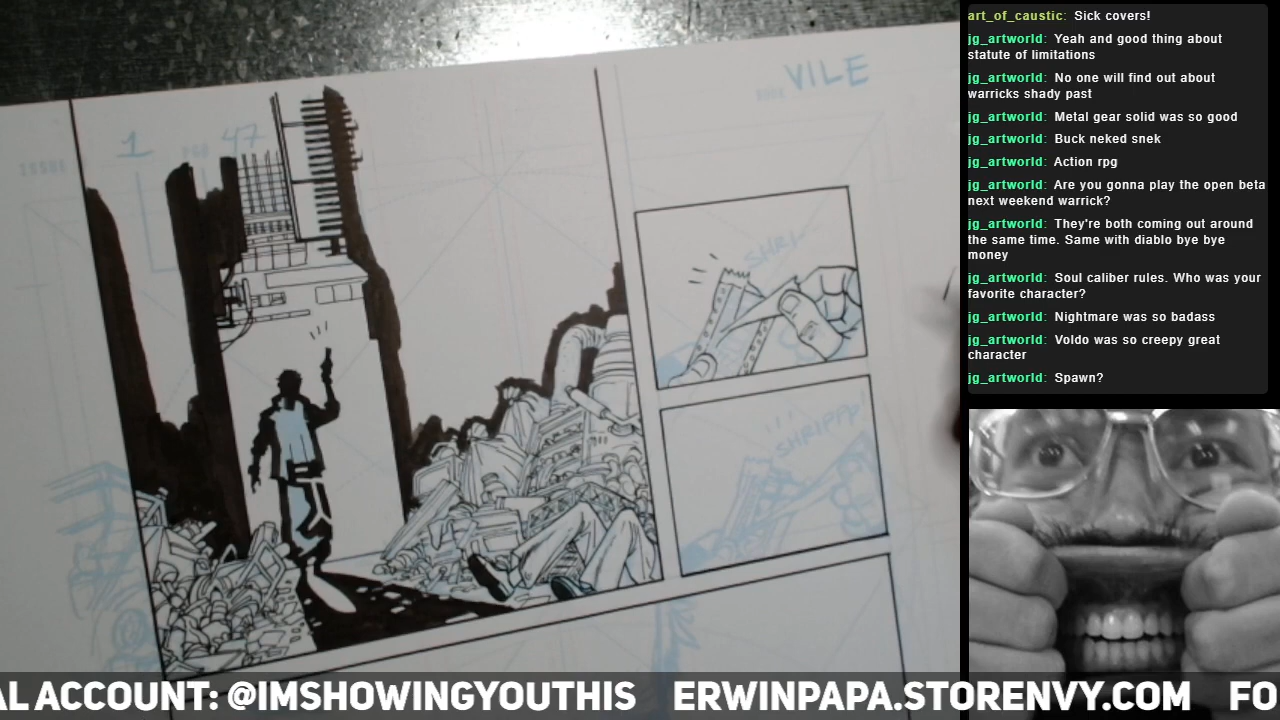 art_of_caustic: Sick covers!
jg_artworld: Yeah and good thing about
statute of limitations
jg_artworld: No one will find out about
warricks shady past
jg_artworld: Metal gear solid was so good
jg_artworld: Buck neked snek
jg_artworld: Action rpg
jg_artworld: Are you gonna play the open beta
next weekend warrick?
jg_artworld: They're both coming out around
the same time. Same with diablo bye bye
money
jg_artworld: Soul caliber rules. Who was your
favorite character?
jg_artworld: Nightmare was so badass
jg_artworld: Voldo was so creepy great
character
jg_artworld: Spawn?
ISSUE 1 PGS 47
BOOK VILE
SHRI-
SHRIPPP
AL ACCOUNT: @IMSHOWINGYOUTHIS ERWINPAPA.STORENVY.COM FO